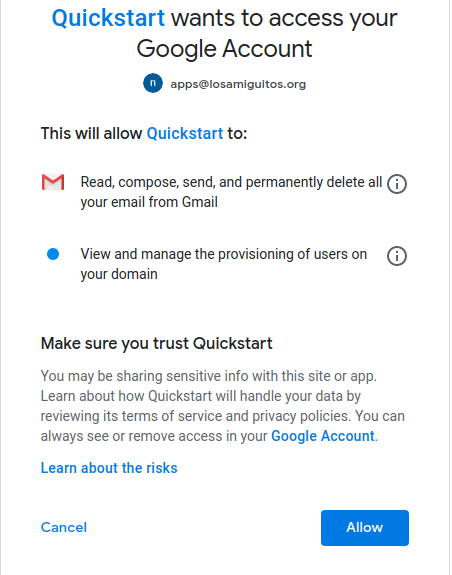 Quickstart wants to access your
Google Account
n apps@losamiguitos.org
This will allow Quickstart to:
Read, compose, send, and permanently delete all
your email from Gmail
View and manage the provisioning of users on
your domain
Make sure you trust Quickstart
You may be sharing sensitive info with this site or app.
Learn about how Quickstart will handle your data by
reviewing its terms of service and privacy policies. You can
always see or remove access in your Google Account.
Learn about the risks
Cancel Allow